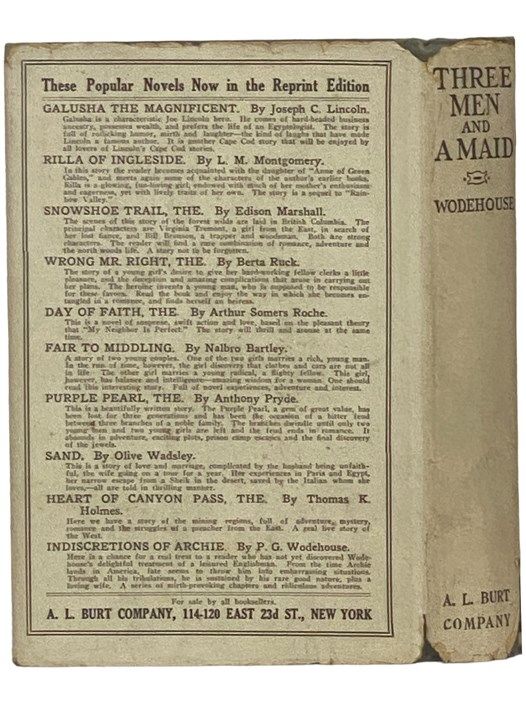 These Popular Novels Now in the Reprint Edition
GALUSHA THE MAGNIFICENT. By Joseph C. Lincoln.
Galusha is a characteristic Joe Lincoln hero. He comes of hard-headed business
ancestry, possesses wealth, and prefers the life of an Egyptologist. The story is
full of rollicking humor, mirth and laughter—the kind of laughs that have made
Lincoln a famous author. It is another Cape Cod story that will be enjoyed by
all lovers of Lincoln's Cape Cod stories.
RILLA OF INGLESIDE. By L. M. Montgomery.
In this story the reader becomes acquainted with the daughter of "Anne of Green
Gables," and meets again some of the characters of the author's earlier books.
Rilla is a glowing, fun-loving girl, endowed with much of her mother's enthusiasm
and eagerness, yet with lively traits of her own. The story is a sequel to "Rain-
bow Valley."
SNOWSHOE TRAIL, THE. By Edison Marshall.
The scenes of this story of the forest wilds are laid in British Columbia. The
principal characters are Virginia Tremont, a girl from the East, in search of
her lost fiance, and Bill Bronson, a trapper and woodsman. Both are strong
characters. The reader will find a rare combination of romance, adventure and
the north woods life. A story not to be forgotten.
WRONG MR. RIGHT, THE. By Berta Ruck.
The story of a young girl's desire to give her hard-working fellow clerks a little
pleasure, and the deception and amazing complications that arose in carrying out
her plans. The heroine invents a young man, who is supposed to be responsible
for these favors. Read the book and enjoy the way in which she becomes en-
tangled in a romance, and finds herself an heiress.
DAY OF FAITH, THE. By Arthur Somers Roche.
This is a novel of suspense, swift action and love, based on the pleasant theory
that "My Neighbor Is Perfect." The story will thrill and amuse at the same
time.
FAIR TO MIDDLING. By Nalbro Bartley.
A story of two young couples. One of the two girls marries a rich, young man.
In the run of time, however, the girl discovers that clothes and cars are not all
in life. The other girl marries a young radical, a flighty fellow. This girl,
however, has balance and intelligence—amazing wisdom for a woman. One should
read this interesting story. Full of novel experiences, adventure and interest.
PURPLE PEARL, THE. By Anthony Pryde.
This is a beautifully written story. The Purple Pearl, a gem of great value, has
been lost for three generations and has been the occasion of a bitter feud
between three branches of a noble family. The branches dwindle until only two
young men and two young girls are left and the feud ends in romance. It
abounds in adventure, exciting plots, prison camp escapes and the final discovery
of the jewels.
SAND. By Olive Wadsley.
This is a story of love and marriage, complicated by the husband being unfaith-
ful, the wife going on a tour for a year. Her experiences in Paris and Egypt,
her narrow escape from a Sheik in the desert, saved by the Italian whom she
loves,—all are told in thrilling manner.
HEART OF CANYON PASS, THE. By Thomas K.
Holmes.
Here we have a story of the mining regions, full of adventure, mystery,
romance and the struggles of a preacher from the East. A real live story of
the West.
INDISCRETIONS OF ARCHIE. By P. G. Wodehouse.
Here is a chance for a real treat to a reader who has not yet discovered Wode-
house's delightful treatment of a leisured Englishman. From the time Archie
lands in America, fate seems to throw him into embarrassing situations.
Through all his tribulations, he is sustained by his rare good nature, plus a
loving wife. A series of mirth-provoking chapters and ridiculous adventures.
For sale by all booksellers.
A. L. BURT COMPANY, 114-120 EAST 23d ST., NEW YORK
THREE
MEN
AND
A MAID
WODEHOUSE
A. L. BURT
COMPANY